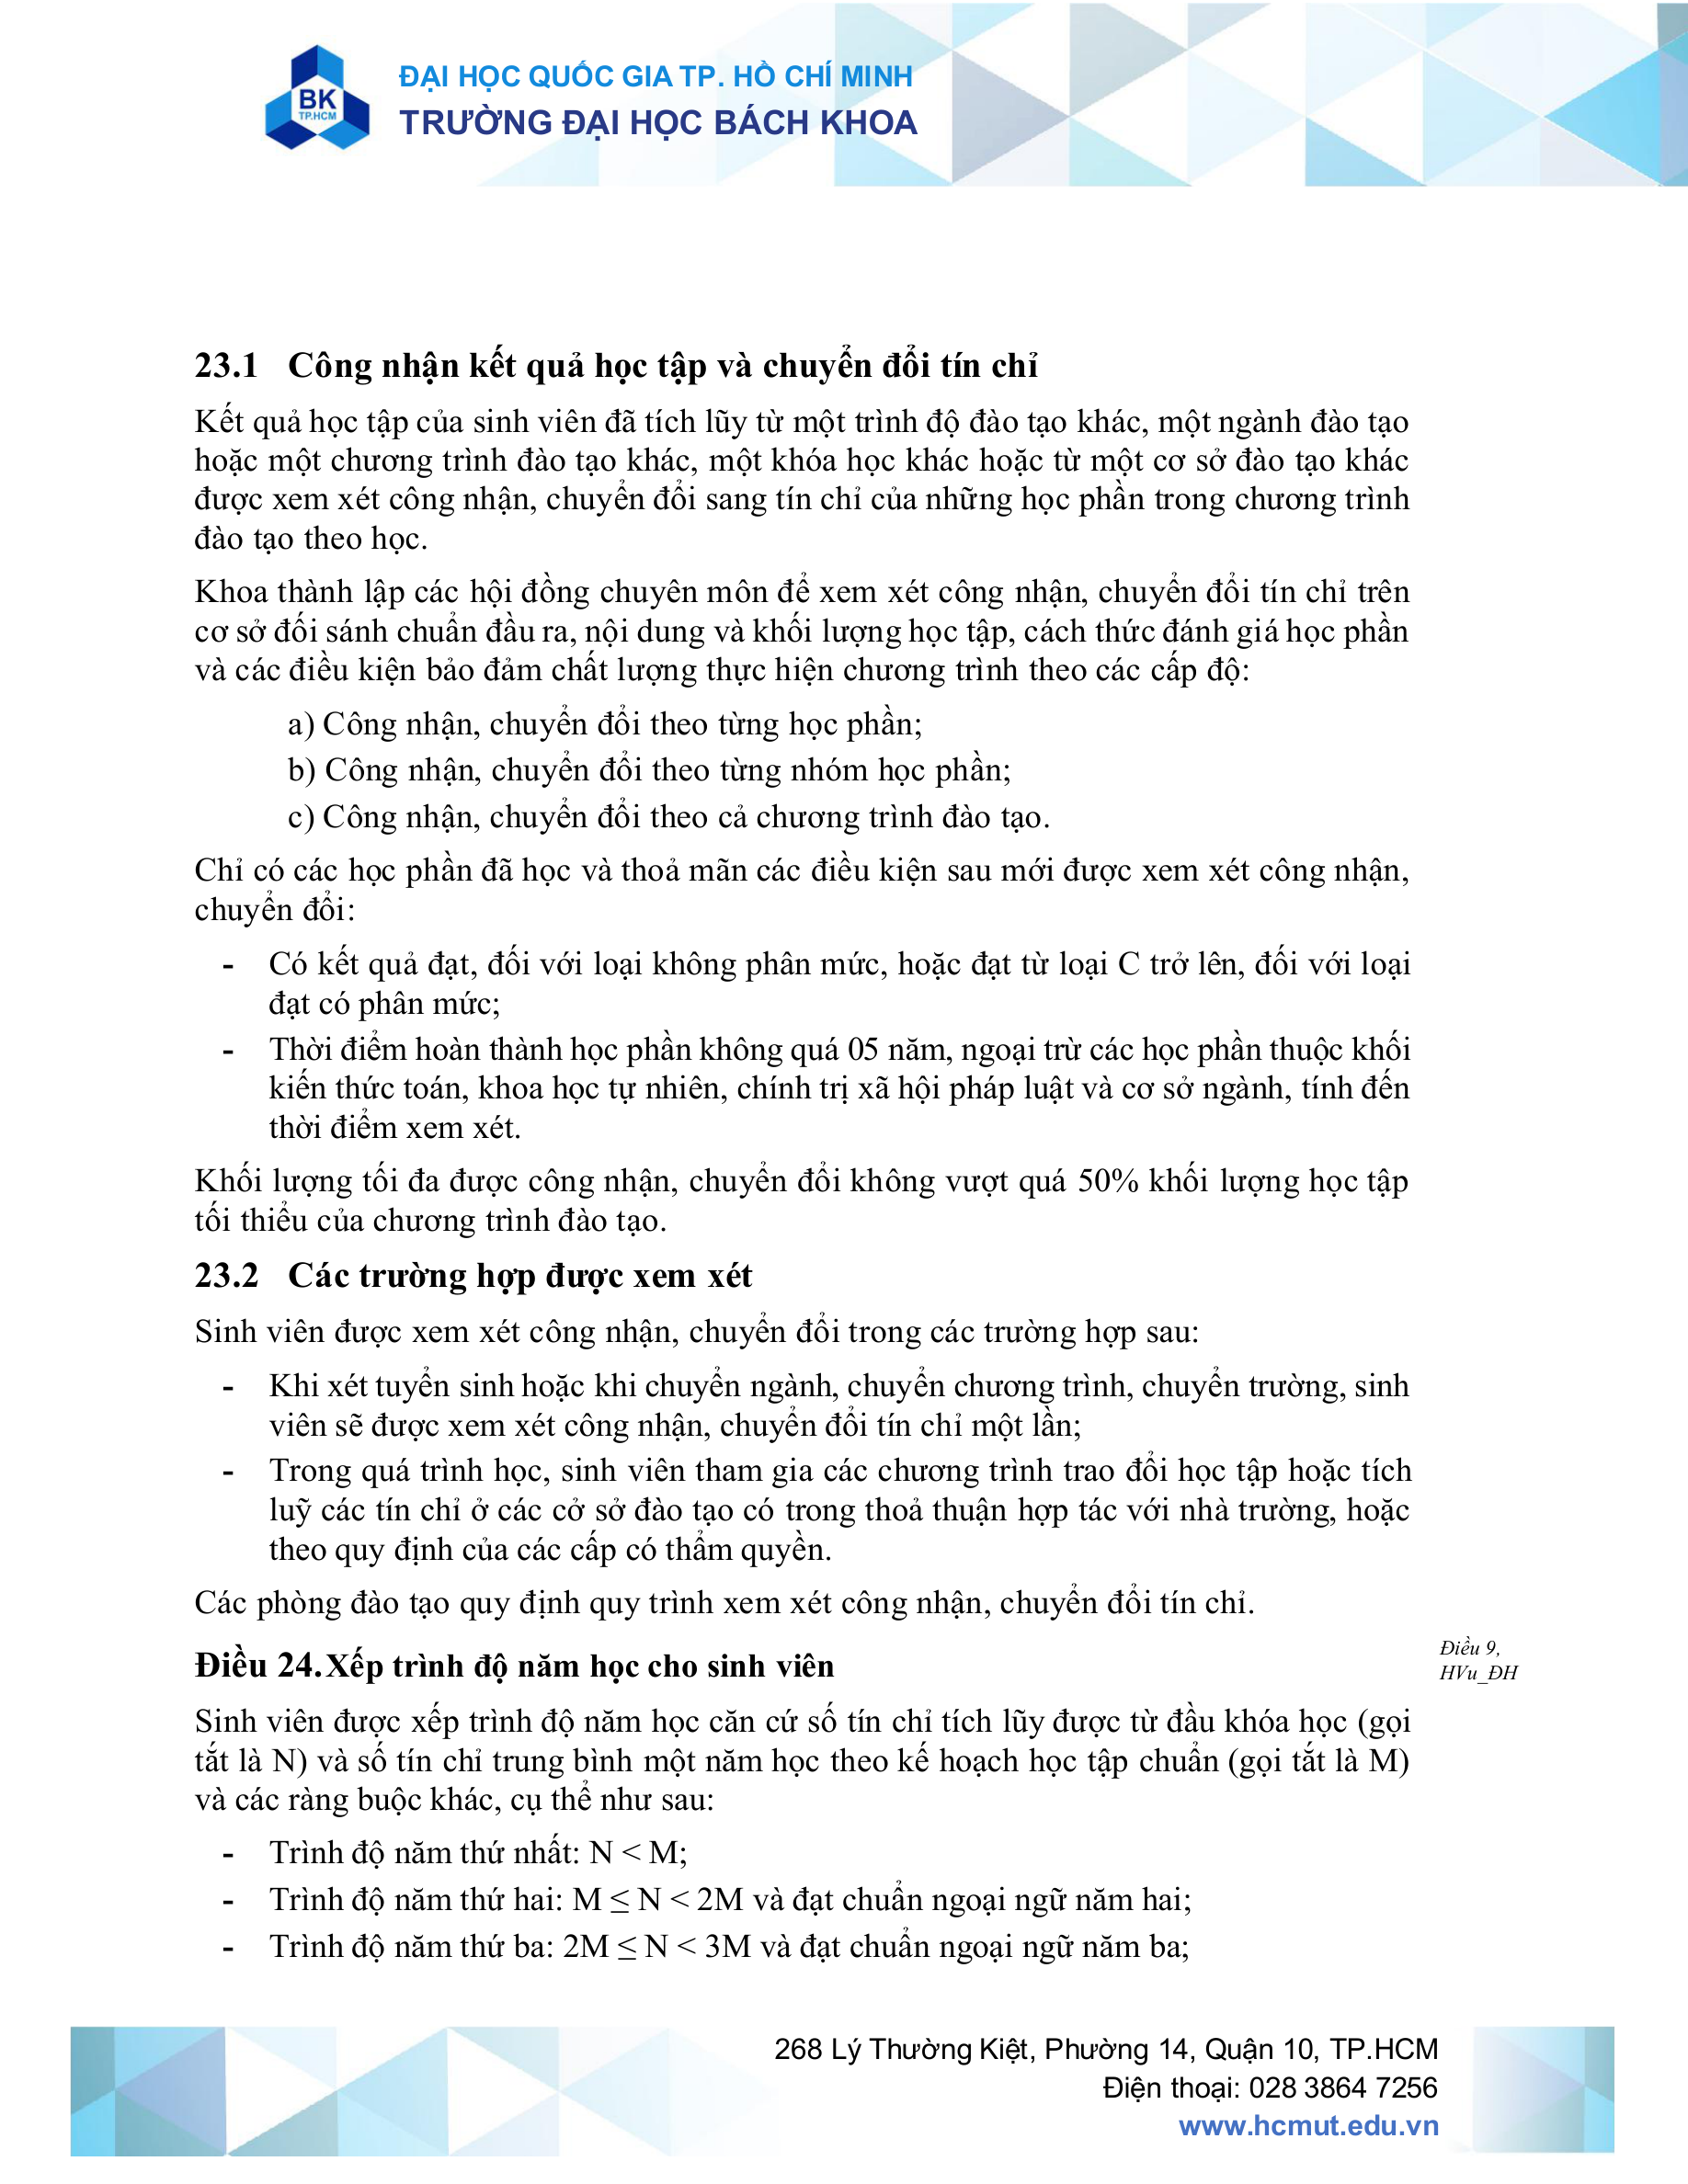 BK
TP.HCM
ĐẠI HỌC QUỐC GIA TP. HỒ CHÍ MINH
TRƯỜNG ĐẠI HỌC BÁCH KHOA
23.1 Công nhận kết quả học tập và chuyển đổi tín chỉ
Kết quả học tập của sinh viên đã tích lũy từ một trình độ đào tạo khác, một ngành đào tạo
hoặc một chương trình đào tạo khác, một khóa học khác hoặc từ một cơ sở đào tạo khác
được xem xét công nhận, chuyển đổi sang tín chỉ của những học phần trong chương trình
đào tạo theo học.
Khoa thành lập các hội đồng chuyên môn để xem xét công nhận, chuyển đổi tín chỉ trên
cơ sở đối sánh chuẩn đầu ra, nội dung và khối lượng học tập, cách thức đánh giá học phần
và các điều kiện bảo đảm chất lượng thực hiện chương trình theo các cấp độ:
a) Công nhận, chuyển đổi theo từng học phần;
b) Công nhận, chuyển đổi theo từng nhóm học phần;
c) Công nhận, chuyển đổi theo cả chương trình đào tạo.
Chỉ có các học phần đã học và thoả mãn các điều kiện sau mới được xem xét công nhận,
chuyển đổi:
- Có kết quả đạt, đối với loại không phân mức, hoặc đạt từ loại C trở lên, đối với loại
đạt có phân mức;
- Thời điểm hoàn thành học phần không quá 05 năm, ngoại trừ các học phần thuộc khối
kiến thức toán, khoa học tự nhiên, chính trị xã hội pháp luật và cơ sở ngành, tính đến
thời điểm xem xét.
Khối lượng tối đa được công nhận, chuyển đổi không vượt quá 50% khối lượng học tập
tối thiểu của chương trình đào tạo.
23.2 Các trường hợp được xem xét
Sinh viên được xem xét công nhận, chuyển đổi trong các trường hợp sau:
- Khi xét tuyển sinh hoặc khi chuyển ngành, chuyển chương trình, chuyển trường, sinh
viên sẽ được xem xét công nhận, chuyển đổi tín chỉ một lần;
- Trong quá trình học, sinh viên tham gia các chương trình trao đổi học tập hoặc tích
luỹ các tín chỉ ở các cở sở đào tạo có trong thoả thuận hợp tác với nhà trường, hoặc
theo quy định của các cấp có thẩm quyền.
Các phòng đào tạo quy định quy trình xem xét công nhận, chuyển đổi tín chỉ.
Điều 24. Xếp trình độ năm học cho sinh viên
Điều 9,
HVu_ĐH
Sinh viên được xếp trình độ năm học căn cứ số tín chỉ tích lũy được từ đầu khóa học (gọi
tắt là N) và số tín chỉ trung bình một năm học theo kế hoạch học tập chuẩn (gọi tắt là M)
và các ràng buộc khác, cụ thể như sau:
- Trình độ năm thứ nhất: N < M;
- Trình độ năm thứ hai: M ≤ N < 2M và đạt chuẩn ngoại ngữ năm hai;
- Trình độ năm thứ ba: 2M ≤ N < 3M và đạt chuẩn ngoại ngữ năm ba;
268 Lý Thường Kiệt, Phường 14, Quận 10, TP.HCM
Điện thoại: 028 3864 7256
www.hcmut.edu.vn